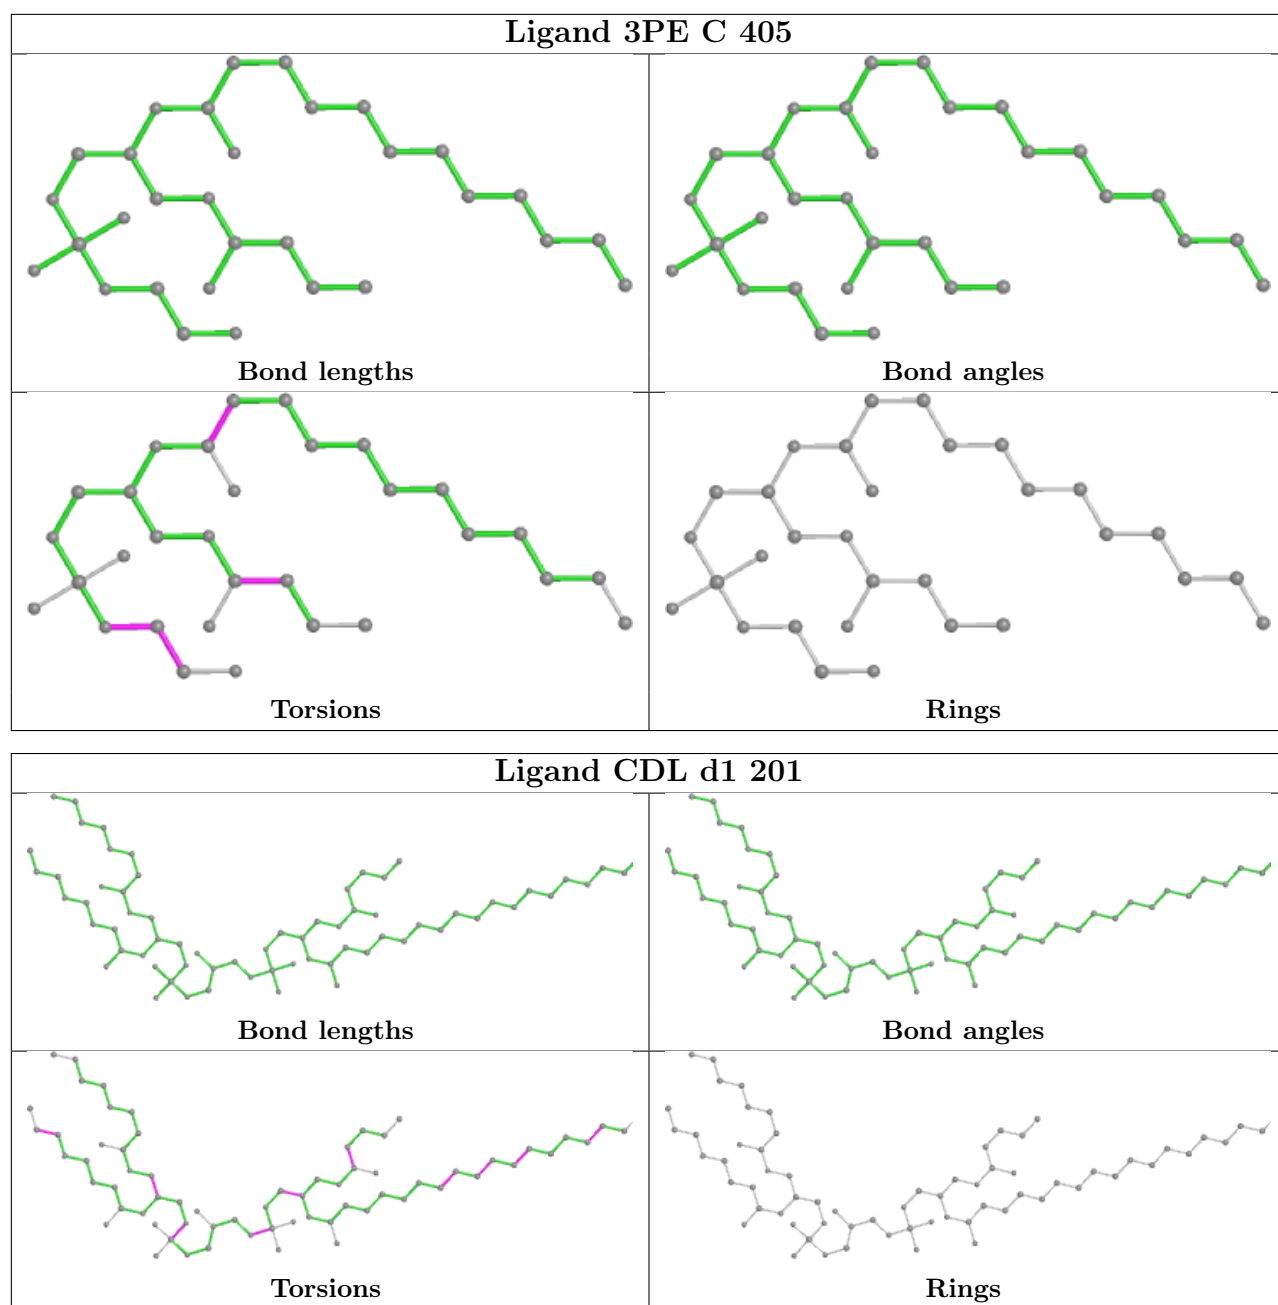 Ligand 3PE C 405
Bond lengths
Bond angles
Torsions
Rings
Ligand CDL d1 201
Bond lengths
Bond angles
Torsions
Rings